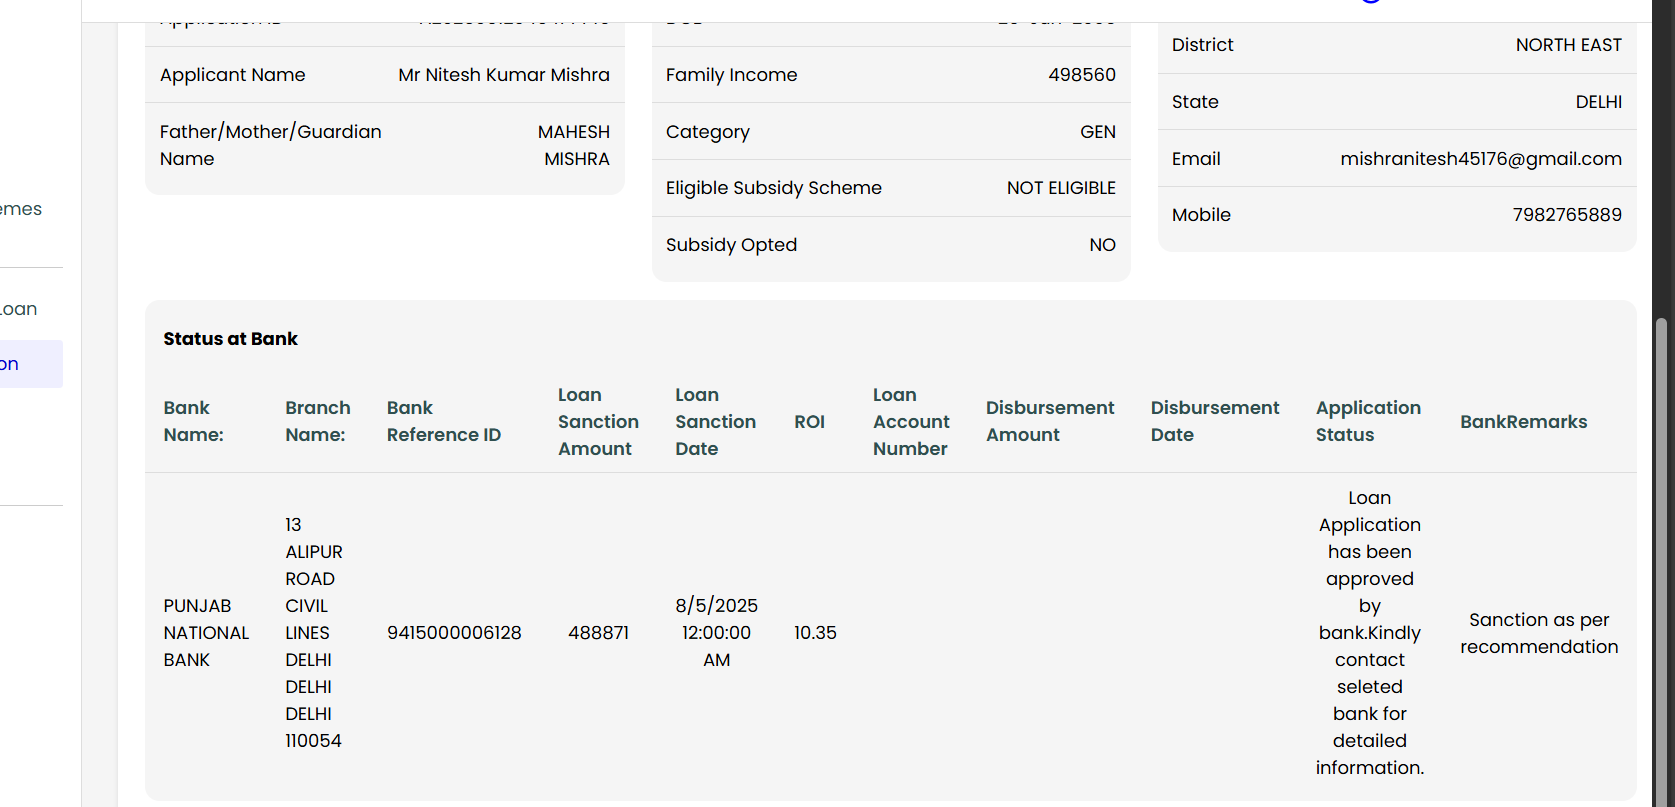 Applicant Name Mr Nitesh Kumar Mishra
Father/Mother/Guardian MAHESH
Name MISHRA
Family Income 498560
Category GEN
Eligible Subsidy Scheme NOT ELIGIBLE
Subsidy Opted NO
District NORTH EAST
State DELHI
Email mishranitesh45176@gmail.com
Mobile 7982765889
emes
Loan
on
Status at Bank
Bank
Name:
Branch
Name:
Bank
Reference ID
Loan
Sanction
Amount
Loan
Sanction
Date
ROI
Loan
Account
Number
Disbursement
Amount
Disbursement
Date
Application
Status
BankRemarks
PUNJAB
NATIONAL
BANK
13
ALIPUR
ROAD
CIVIL
LINES
DELHI
DELHI
DELHI
110054
9415000006128
488871
8/5/2025
12:00:00
AM
10.35
Loan
Application
has been
approved
by
bank.Kindly
contact
seleted
bank for
detailed
information.
Sanction as per
recommendation